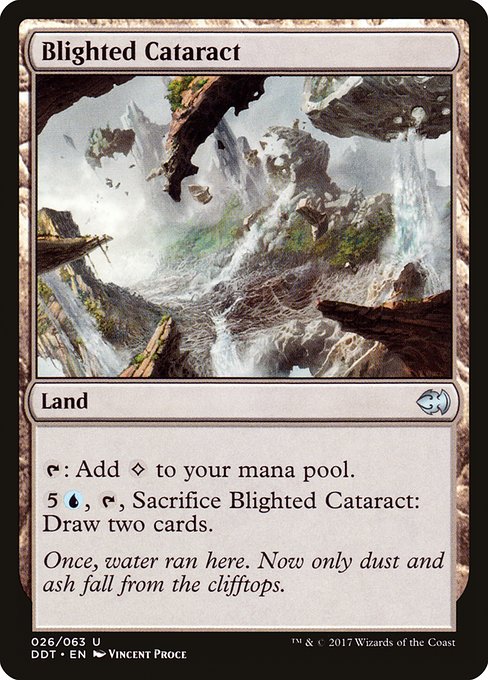 Blighted Cataract
Land
: Add to your mana pool.
5 , , Sacrifice Blighted Cataract:
Draw two cards.
Once, water ran here. Now only dust and
ash fall from the clifftops.
026/063 U
DDT • EN Vincent Proce
™ & © 2017 Wizards of the Coast